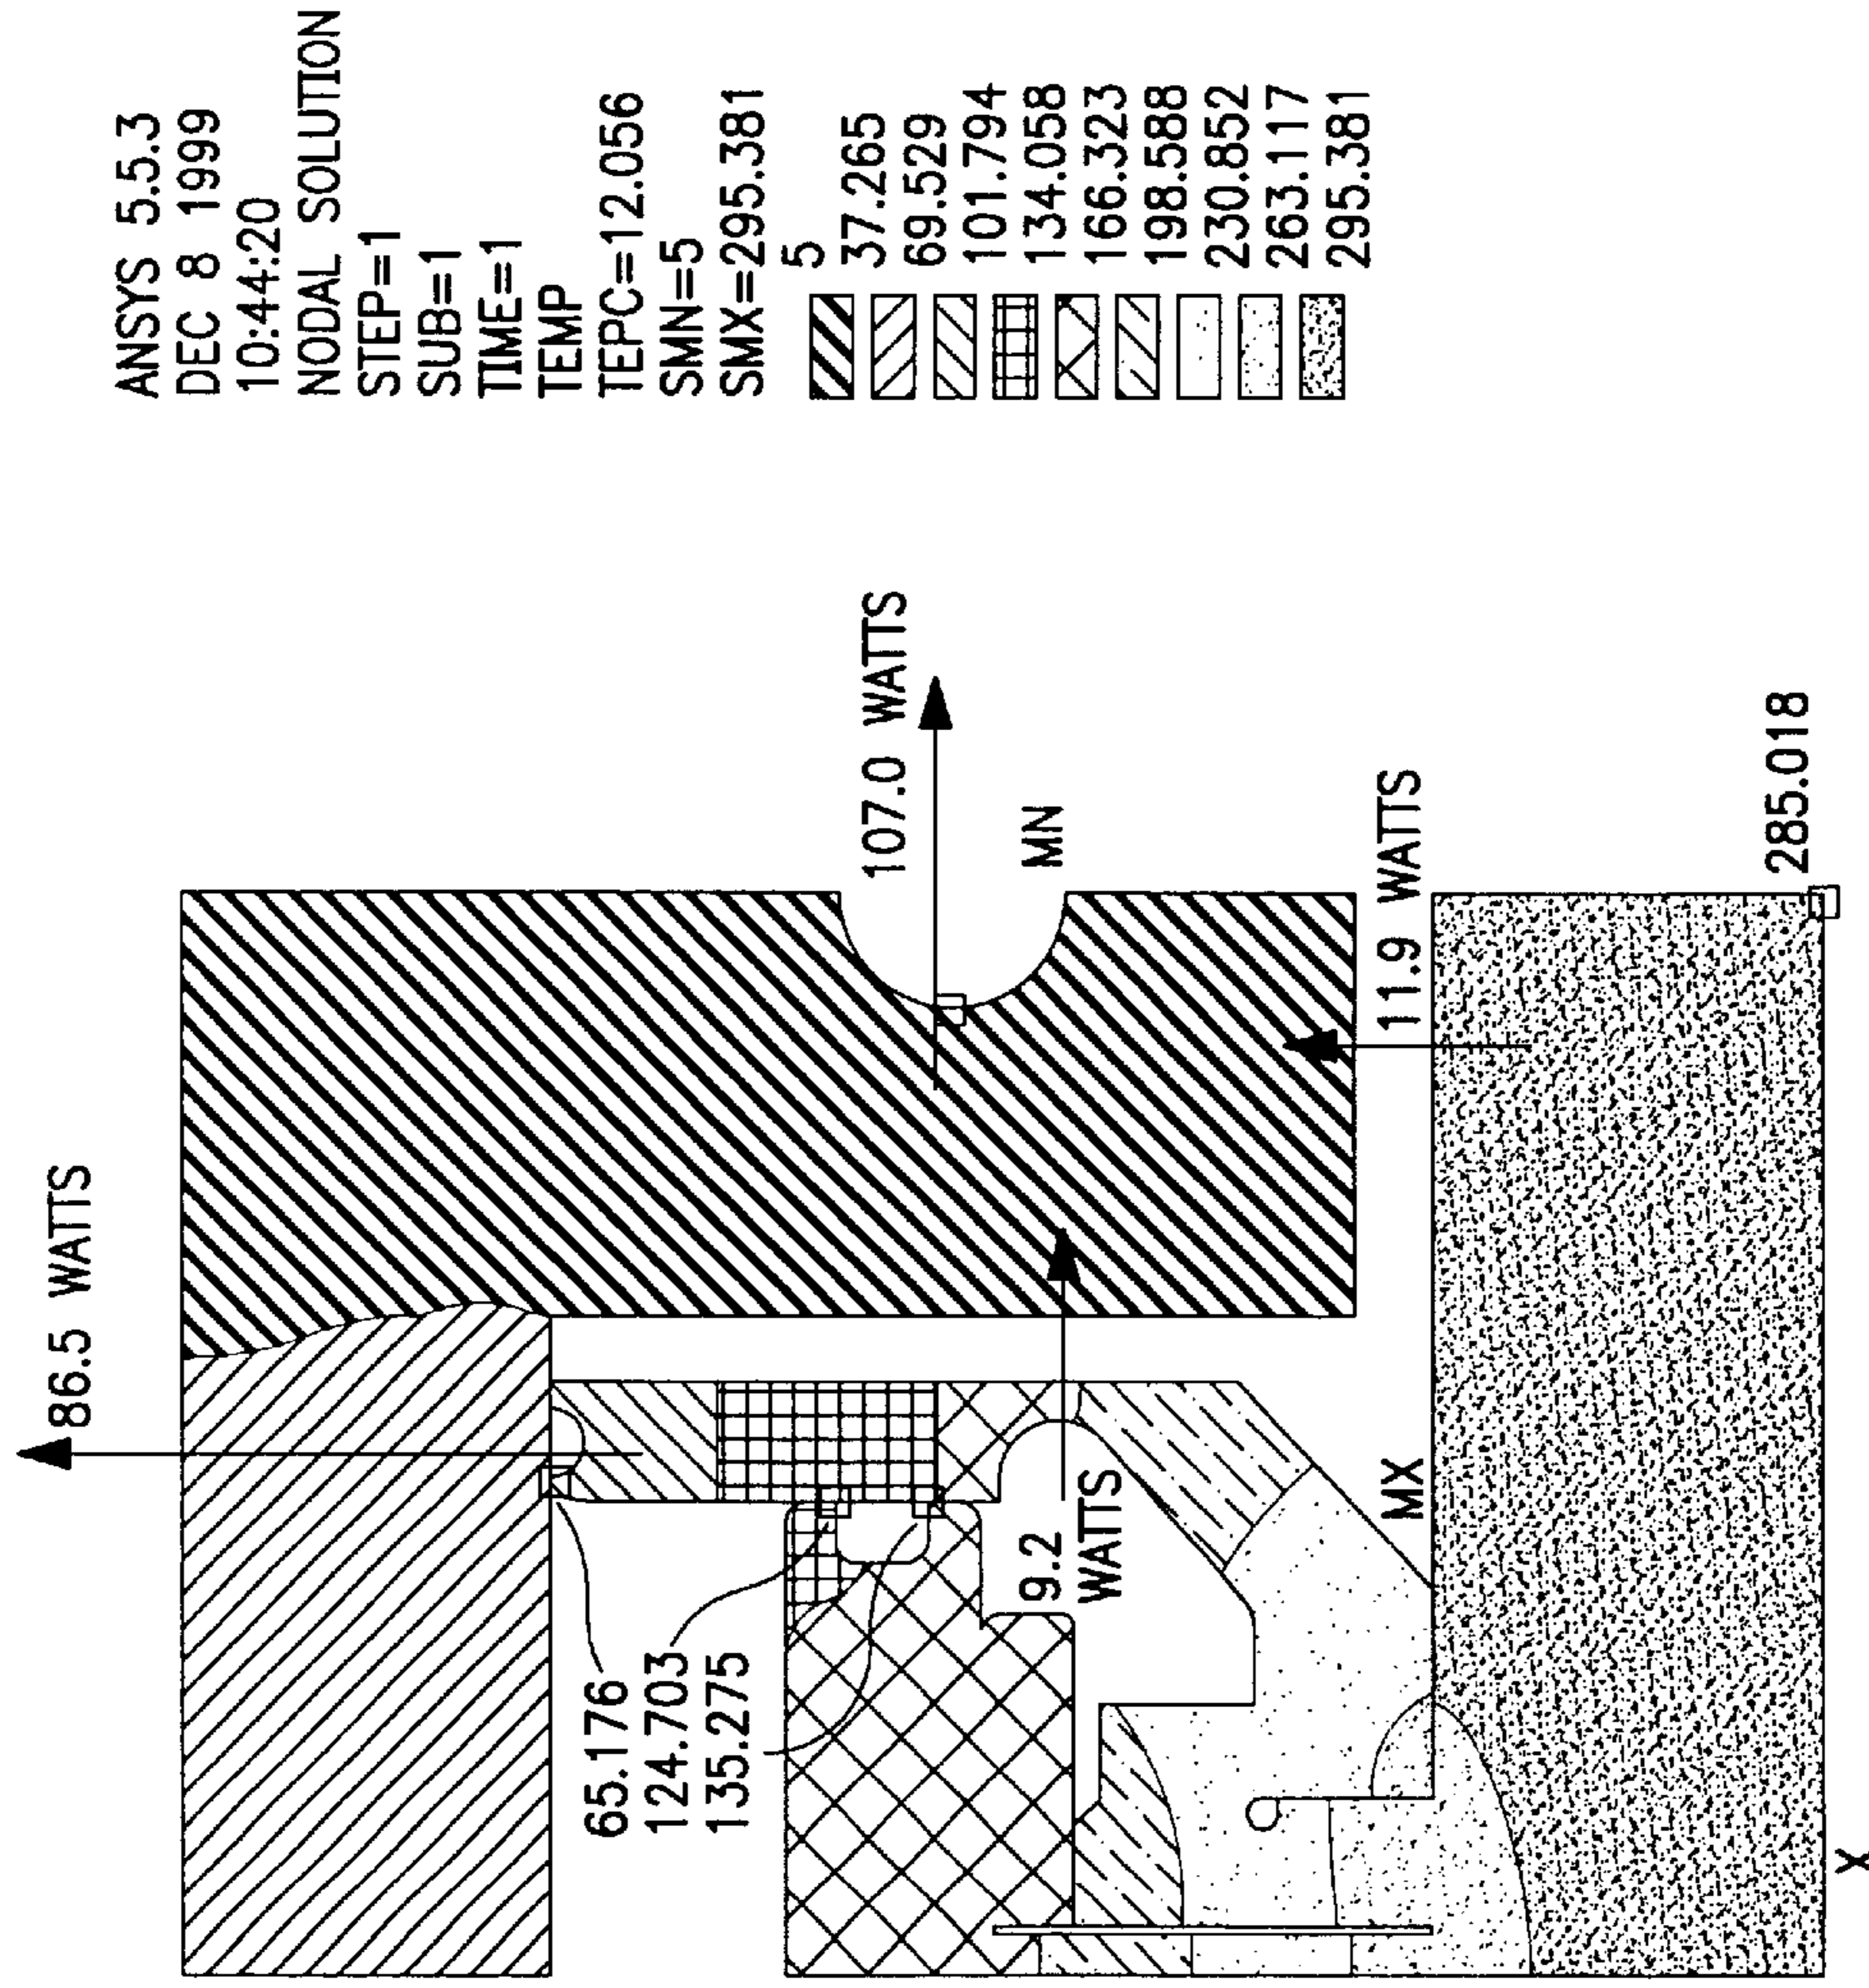 ANSYS 5.5.3
DEC 8 1999
10:44:20
NODAL SOLUTION
STEP=1
SUB=1
TIME=1
TEMP
TEPC=12.056
SMN=5
SMX=295.381
5
37.265
69.529
101.794
134.058
166.323
198.588
230.852
263.117
295.381
86.5 WATTS
107.0 WATTS
MN
11.9 WATTS
285.018
65.176
124.703
135.275
9.2
WATTS
MX
X